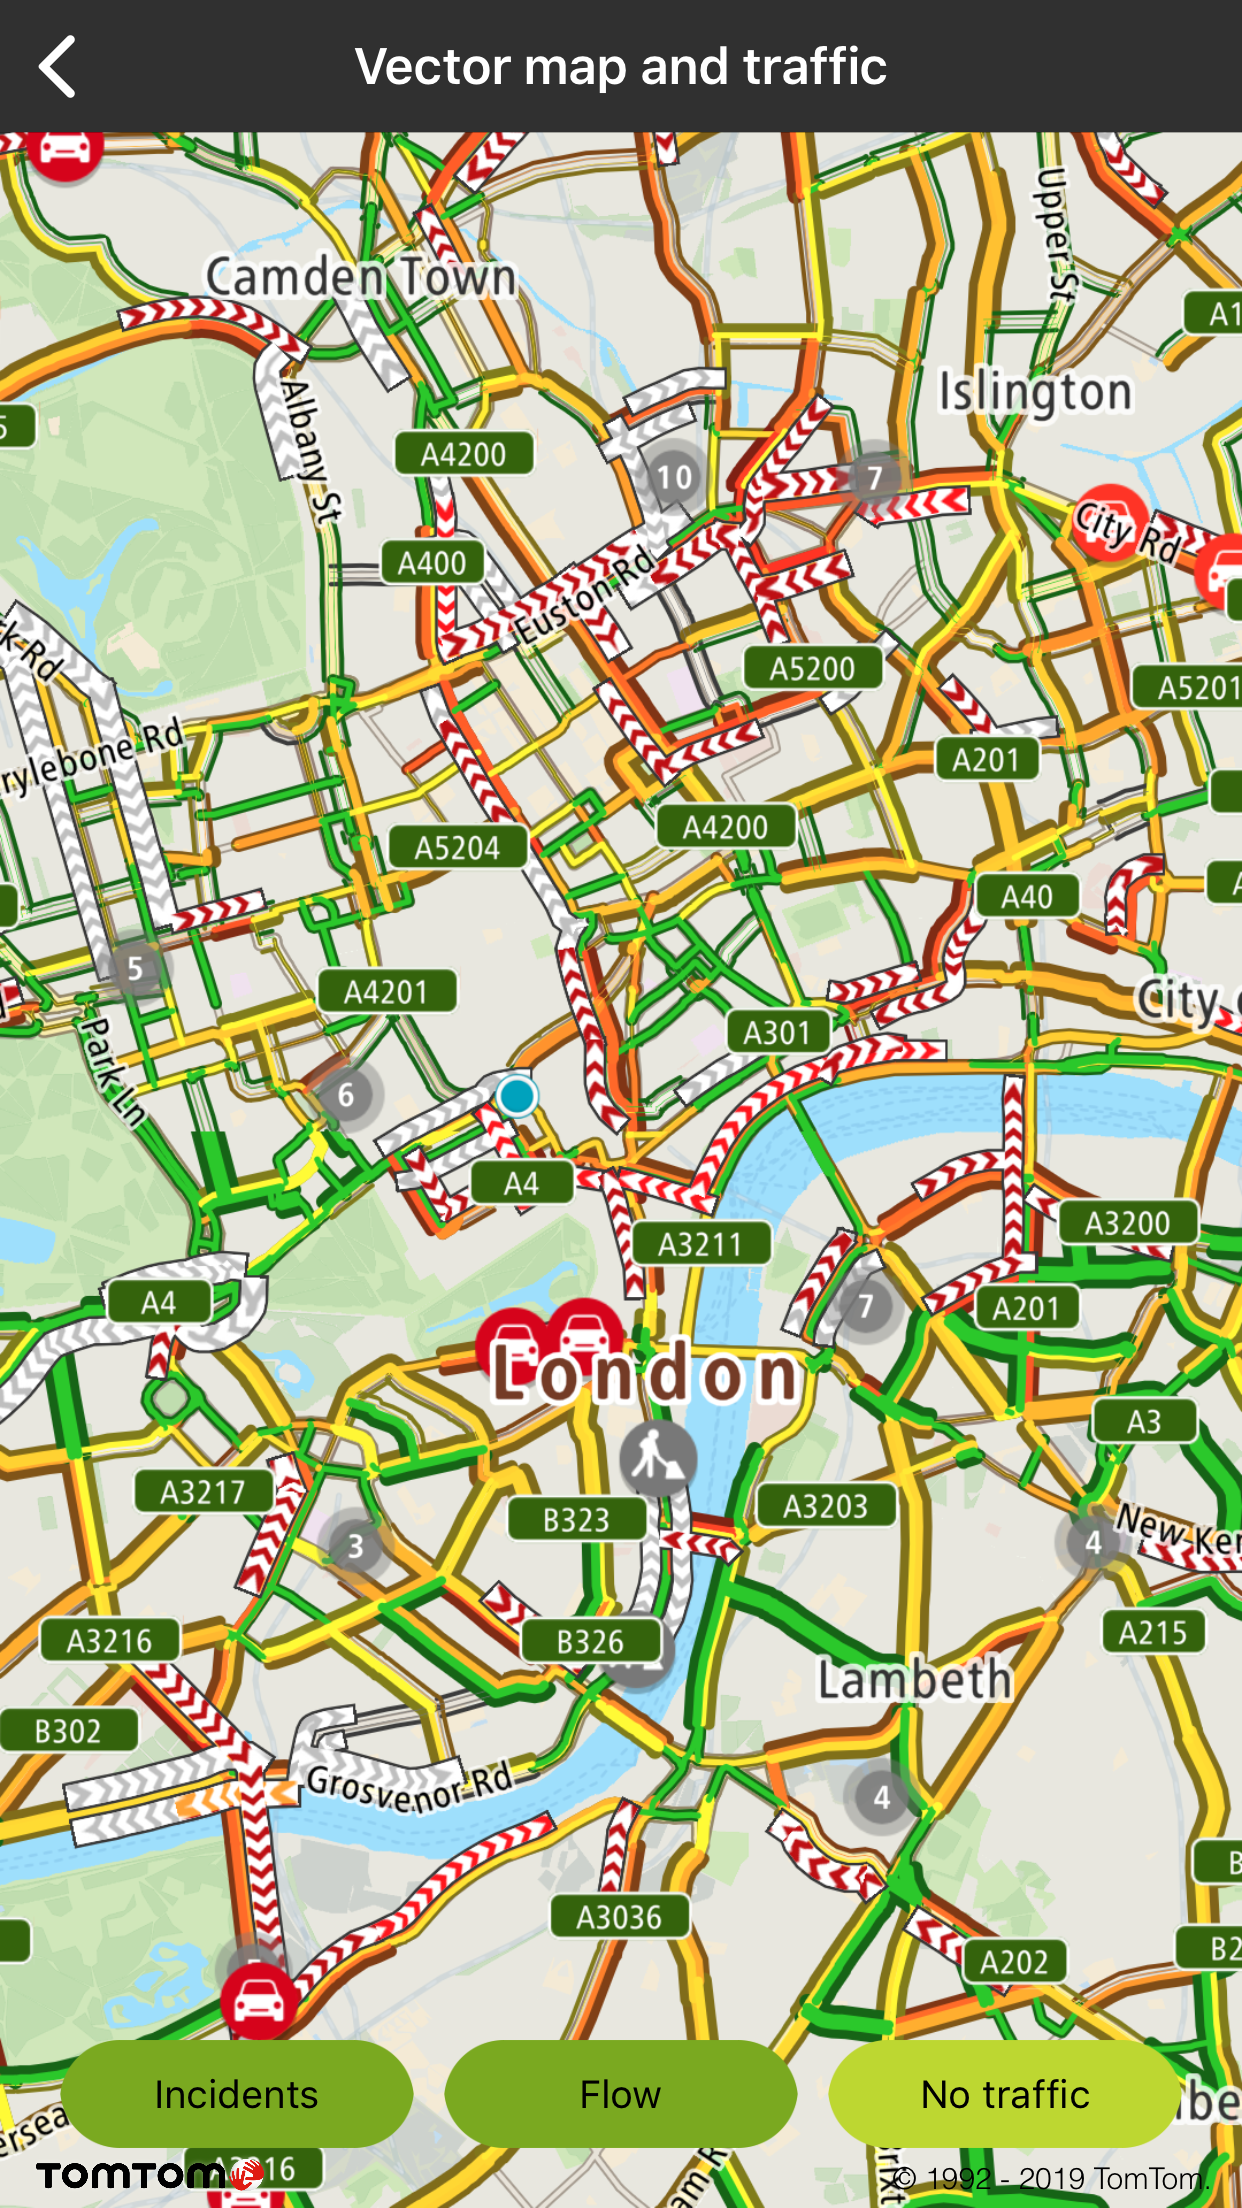 Vector map and traffic
Upper St
Camden Town
A1
Islington
Albany St
A4200
10
7
City Rd
A400
Euston Rd
A5200
A5201
rylebone Rd
A201
A4200
A5204
A40
5
A4201
City
A301
Park Ln
6
A4
A3200
A3211
A4
7
A201
London
A3
A3217
B323
A3203
New Ker
3
4
A3216
B326
A215
Lambeth
B302
Grosvenor Rd
4
A3036
A202
B2
Incidents
Flow
No traffic
TOMTOM
© 1992 - 2019 TomTom.